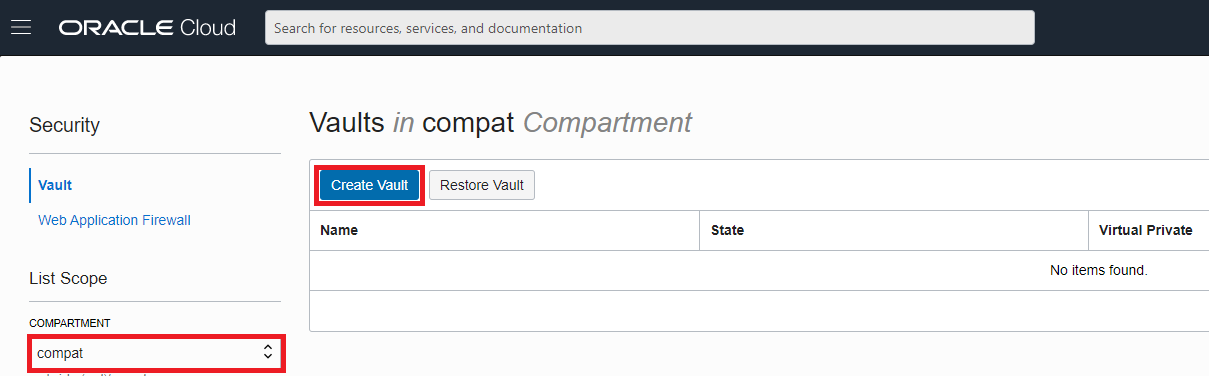 ORACLE Cloud
Search for resources, services, and documentation
Security
Vault
Web Application Firewall
List Scope
COMPARTMENT
compat
Vaults in compat Compartment
Create Vault
Restore Vault
Name State Virtual Private
No items found.